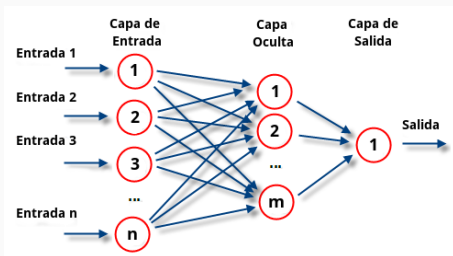 Capa de
Entrada
Capa
Oculta
Capa de
Salida
Entrada 1
Entrada 2
Entrada 3
Entrada n
1
2
3
...
n
1
2
...
m
1
Salida